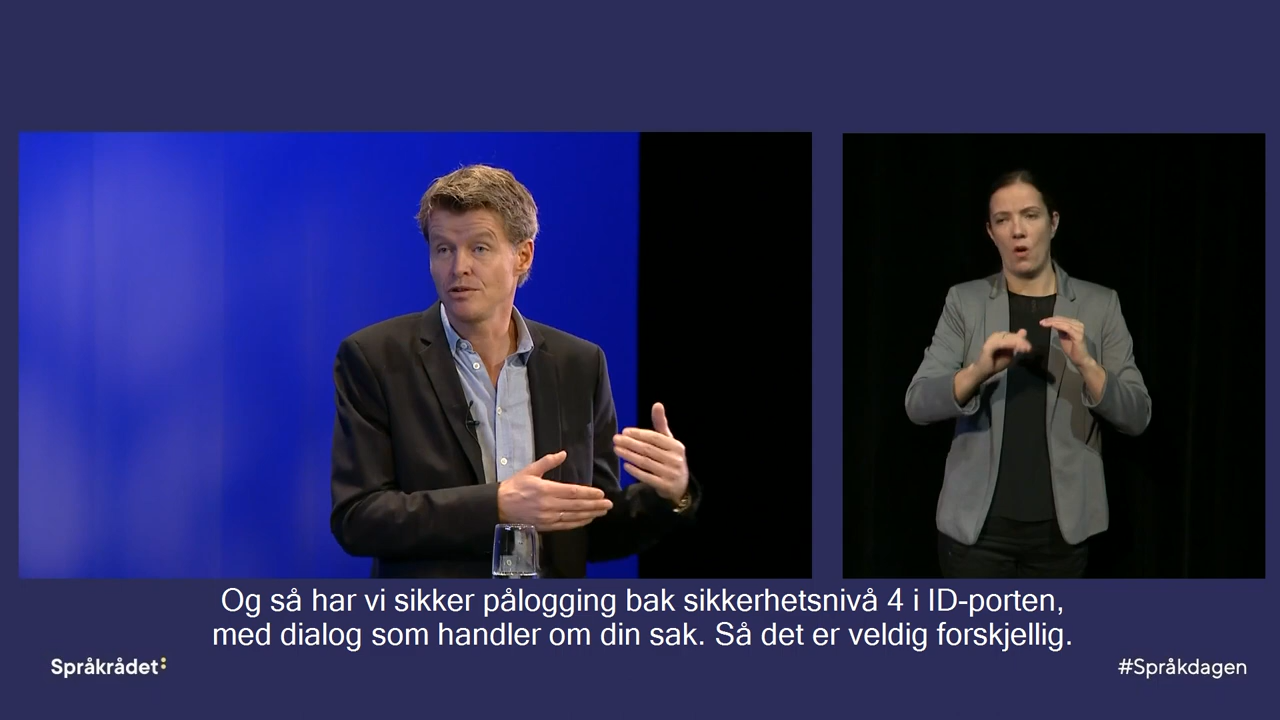 Og så har vi sikker pålogging bak sikkerhetsnivå 4 i ID-porten,
med dialog som handler om din sak. Så det er veldig forskjellig.
Språkrådet:
#Språkdagen